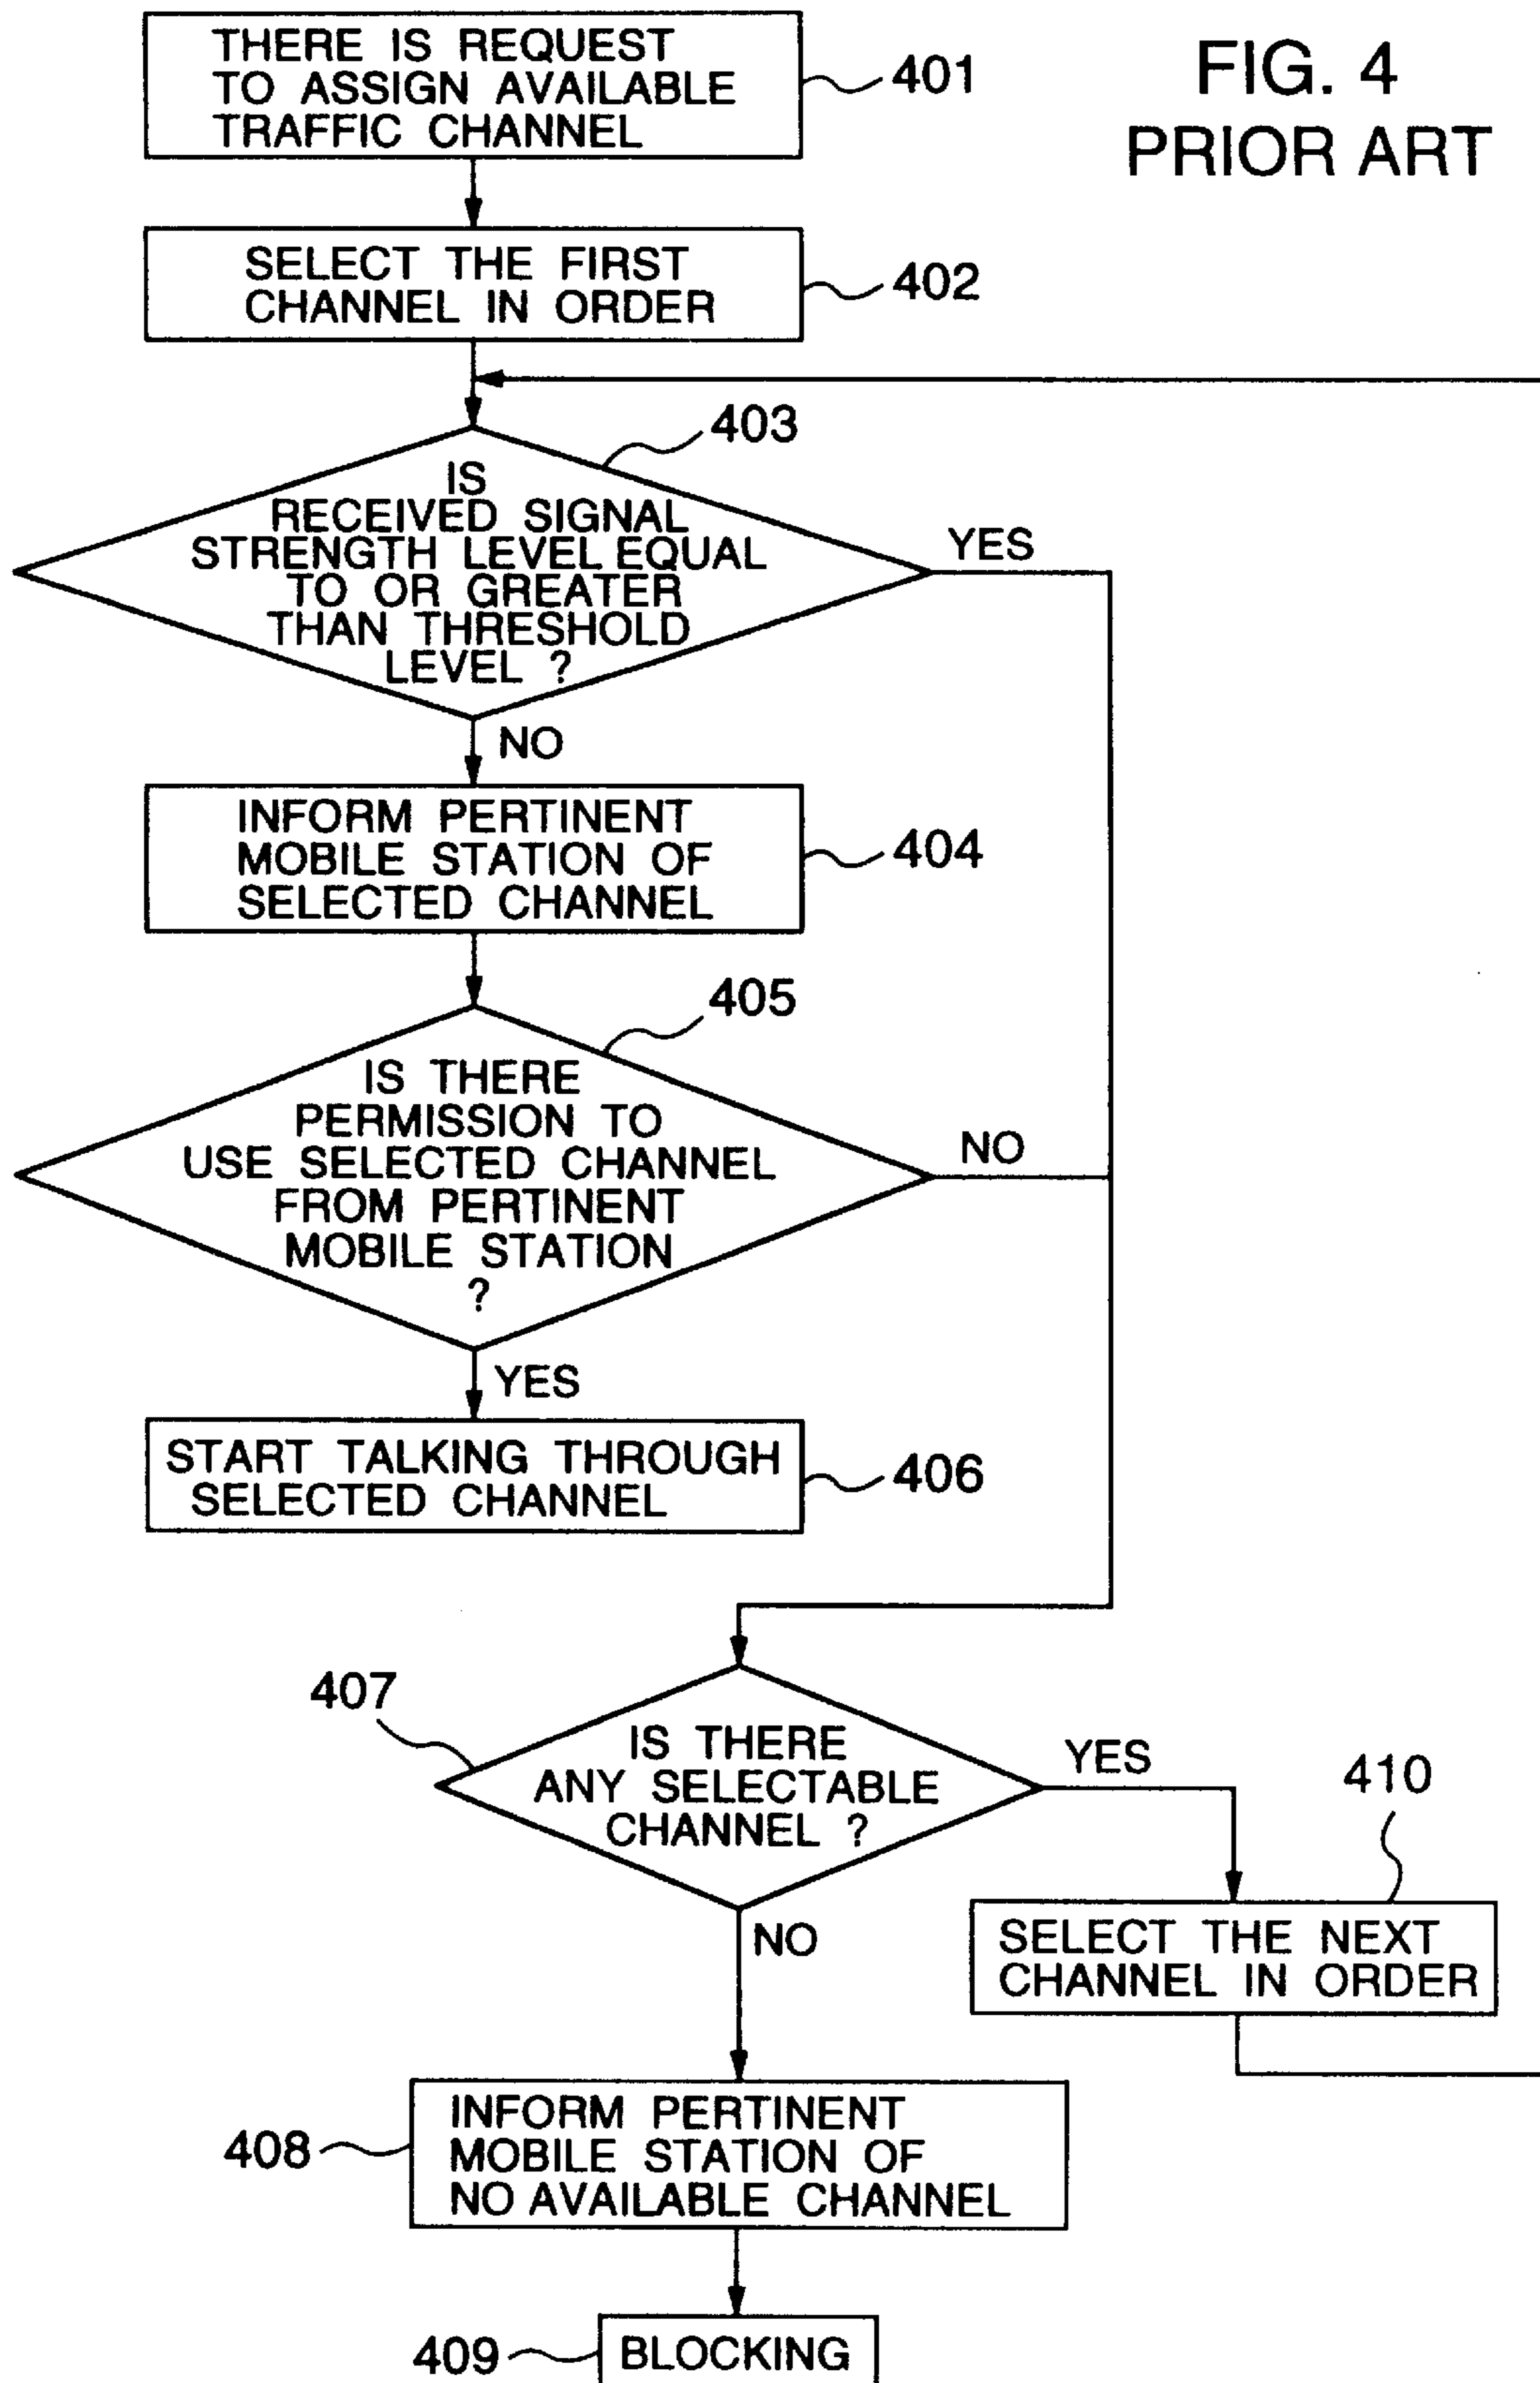 FIG. 4
PRIOR ART
THERE IS REQUEST
TO ASSIGN AVAILABLE
TRAFFIC CHANNEL
401
SELECT THE FIRST
CHANNEL IN ORDER
402
403
IS
RECEIVED SIGNAL
STRENGTH LEVEL EQUAL
TO OR GREATER
THAN THRESHOLD
LEVEL ?
YES
NO
INFORM PERTINENT
MOBILE STATION OF
SELECTED CHANNEL
404
405
IS THERE
PERMISSION TO
USE SELECTED CHANNEL
FROM PERTINENT
MOBILE STATION
?
NO
YES
START TALKING THROUGH
SELECTED CHANNEL
406
407
IS THERE
ANY SELECTABLE
CHANNEL ?
YES
410
NO
SELECT THE NEXT
CHANNEL IN ORDER
INFORM PERTINENT
MOBILE STATION OF
NO AVAILABLE CHANNEL
408
409
BLOCKING